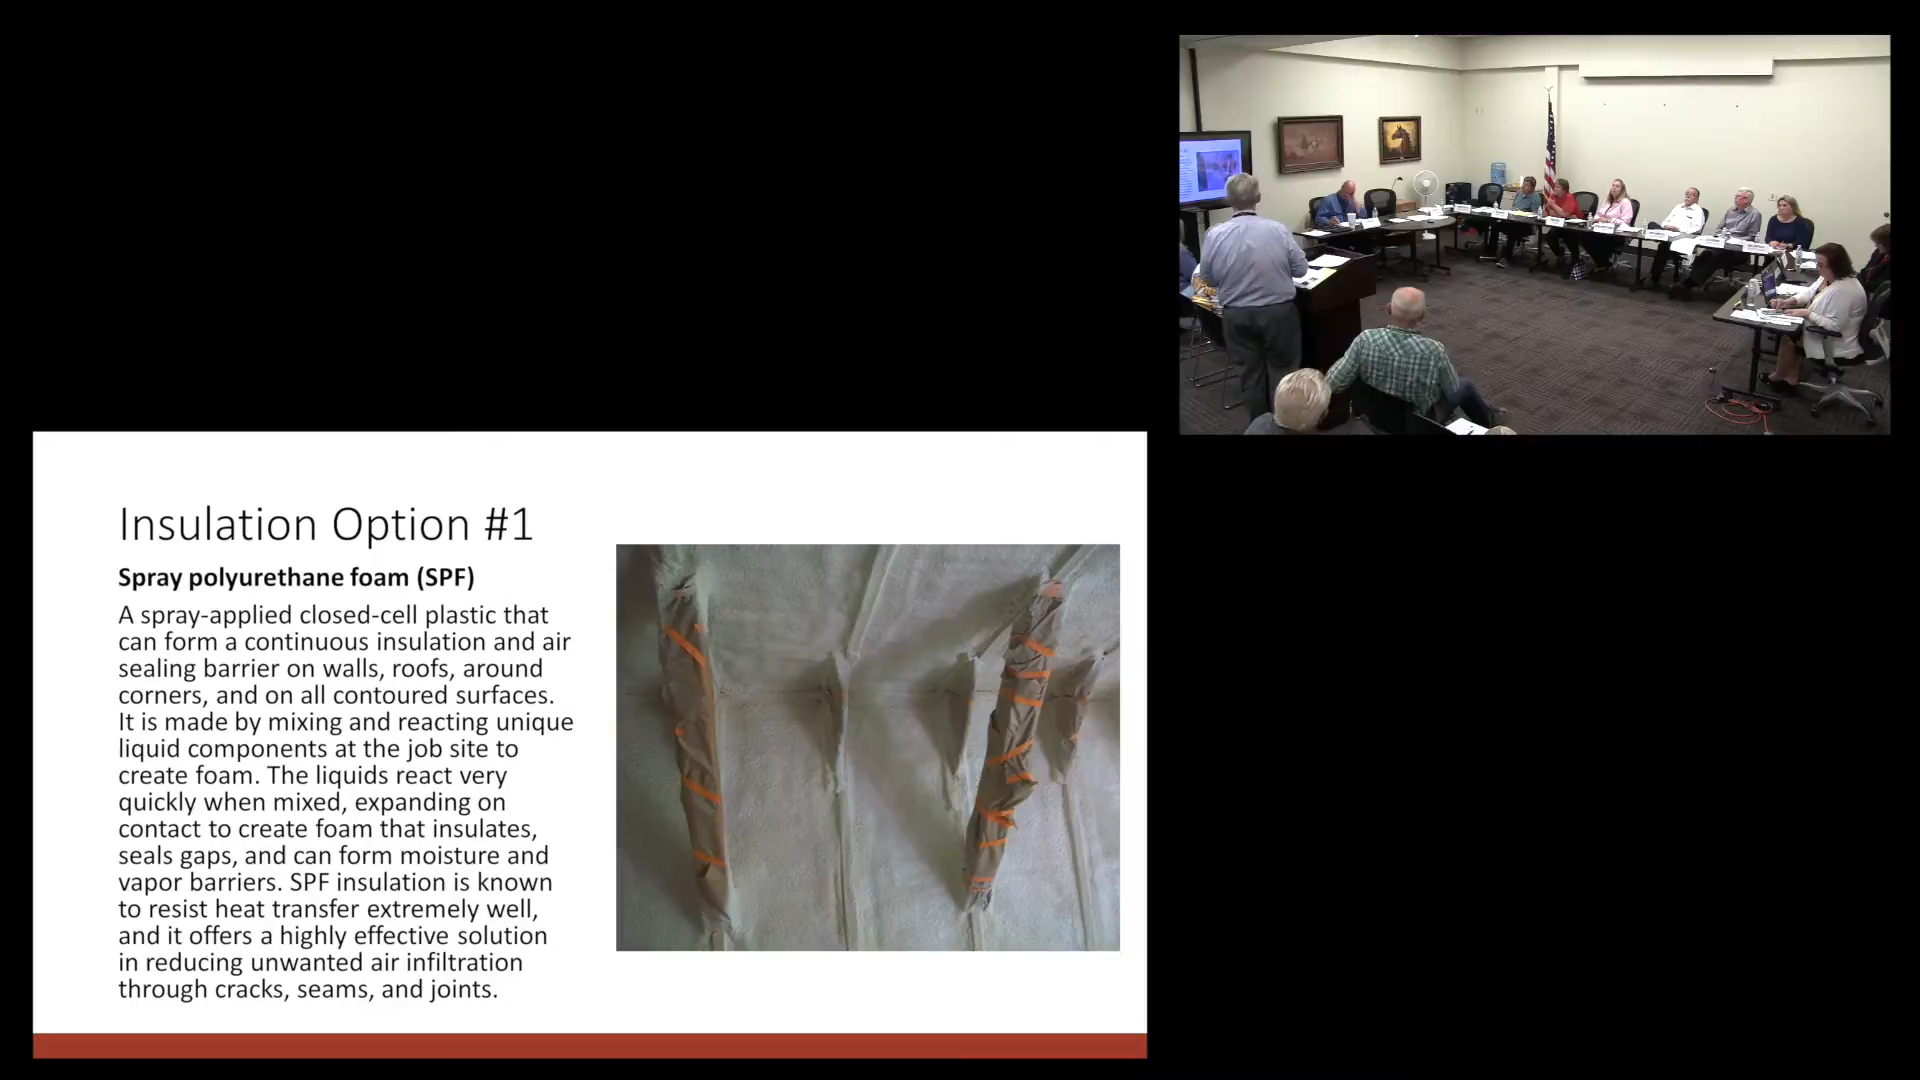 Insulation Option #1
Spray polyurethane foam (SPF)
A spray-applied closed-cell plastic that
can form a continuous insulation and air
sealing barrier on walls, roofs, around
corners, and on all contoured surfaces.
It is made by mixing and reacting unique
liquid components at the job site to
create foam. The liquids react very
quickly when mixed, expanding on
contact to create foam that insulates,
seals gaps, and can form moisture and
vapor barriers. SPF insulation is known
to resist heat transfer extremely well,
and it offers a highly effective solution
in reducing unwanted air infiltration
through cracks, seams, and joints.